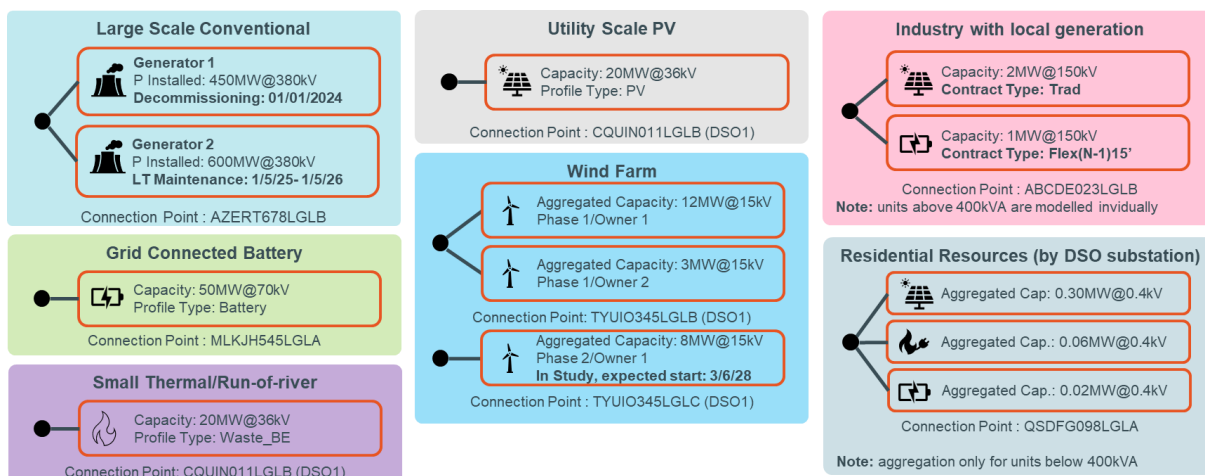 Large Scale Conventional
Generator 1
P Installed: 450MW@380kV
Decommissioning: 01/01/2024
Generator 2
P Installed: 600MW@380kV
LT Maintenance: 1/5/25- 1/5/26
Connection Point : AZERT678LGLB
Grid Connected Battery
Capacity: 50MW@70kV
Profile Type: Battery
Connection Point : MLKJH545LGLA
Small Thermal/Run-of-river
Capacity: 20MW@36kV
Profile Type: Waste_BE
Connection Point: CQUIN011LGLB (DSO1)
Utility Scale PV
Capacity: 20MW@36kV
Profile Type: PV
Connection Point : CQUIN011LGLB (DSO1)
Wind Farm
Aggregated Capacity: 12MW@15kV
Phase 1/Owner 1
Aggregated Capacity: 3MW@15kV
Phase 1/Owner 2
Connection Point: TYUIO345LGLB (DSO1)
Aggregated Capacity: 8MW@15kV
Phase 2/Owner 1
In Study, expected start: 3/6/28
Connection Point : TYUIO345LGLC (DSO1)
Industry with local generation
Capacity: 2MW@150kV
Contract Type: Trad
Capacity: 1MW@150kV
Contract Type: Flex(N-1)15’
Connection Point : ABCDE023LGLB
Note: units above 400kVA are modelled invidually
Residential Resources (by DSO substation)
Aggregated Cap: 0.30MW@0.4kV
Aggregated Cap.: 0.06MW@0.4kV
Aggregated Cap.: 0.02MW@0.4kV
Connection Point : QSDFG098LGLA
Note: aggregation only for units below 400kVA